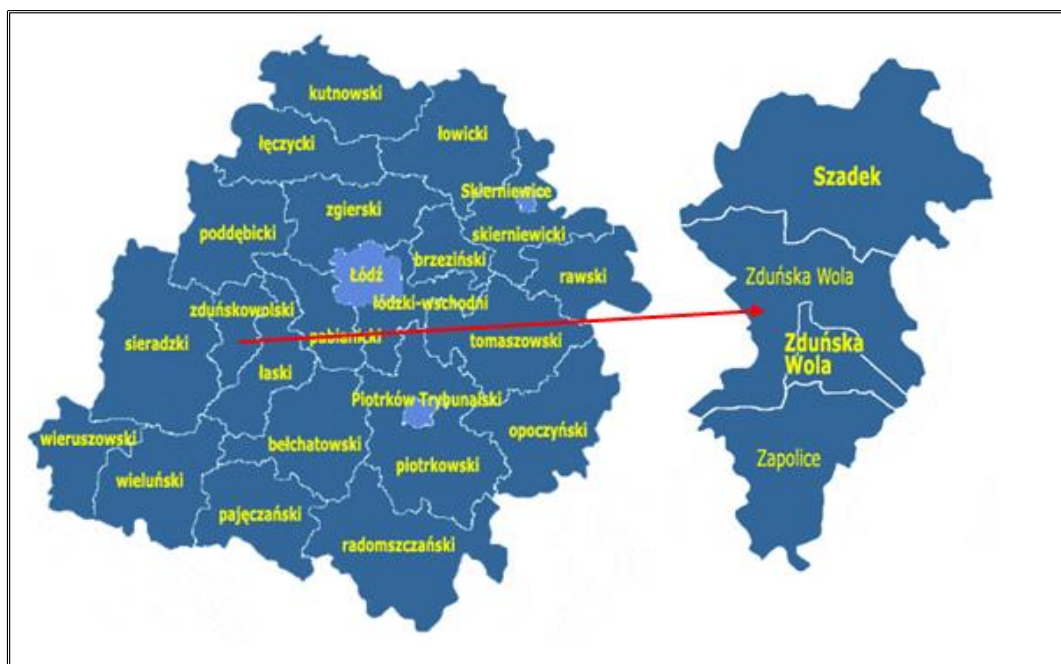 kutnowski
łowicki
łęczycki
Skierniewice
zgierski
skierniewicki
poddębicki
brzeziński
Łódź
rawski
łódzki-wschodni
zduńskowolski
sieradzki
pabianicki
tomaszowski
łaski
Piotrków Trybunalski
opoczyński
wieruszowski
bełchatowski
piotrkowski
wieluński
pajęczański
radomszczański
Szadek
Zduńska Wola
Zduńska
Wola
Zapolice